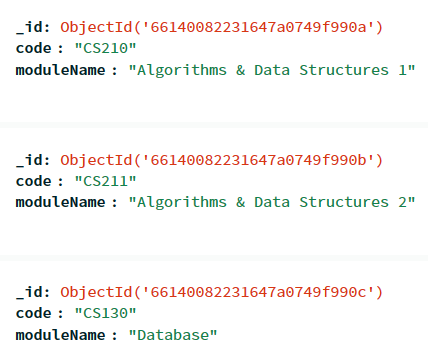 _id: ObjectId('66140082231647a0749f990a')
code : "CS210"
moduleName : "Algorithms & Data Structures 1"
_id: ObjectId('66140082231647a0749f990b')
code : "CS211"
moduleName : "Algorithms & Data Structures 2"
_id: ObjectId('66140082231647a0749f990c')
code : "CS130"
moduleName : "Database"